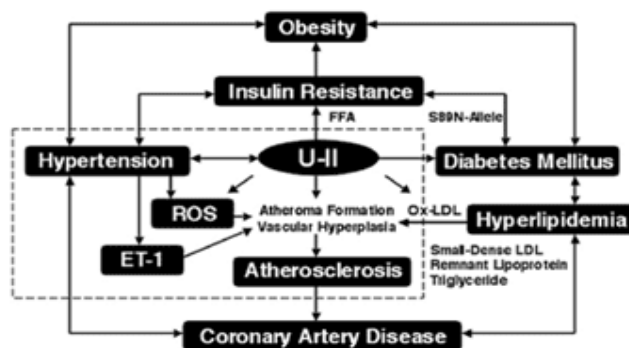 Obesity
Insulin Resistance
FFA
S89N-Allele
Hypertension
U-II
Diabetes Mellitus
ROS
Atheroma Formation
Vascular Hyperplasia
Ox-LDL
Hyperlipidemia
ET-1
Small-Dense LDL
Remnant Lipoprotein
Triglyceride
Atherosclerosis
Coronary Artery Disease